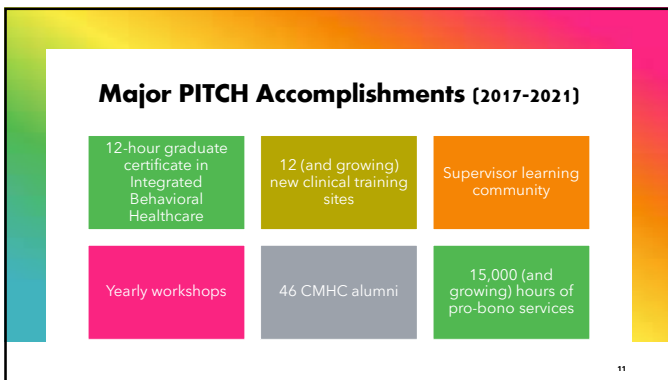 Major PITCH Accomplishments (2017-2021)
12-hour graduate
certificate in
Integrated
Behavioral
Healthcare
12 (and growing)
new clinical training
sites
Supervisor learning
community
Yearly workshops
46 CMHC alumni
15,000 (and
growing) hours of
pro-bono services
11